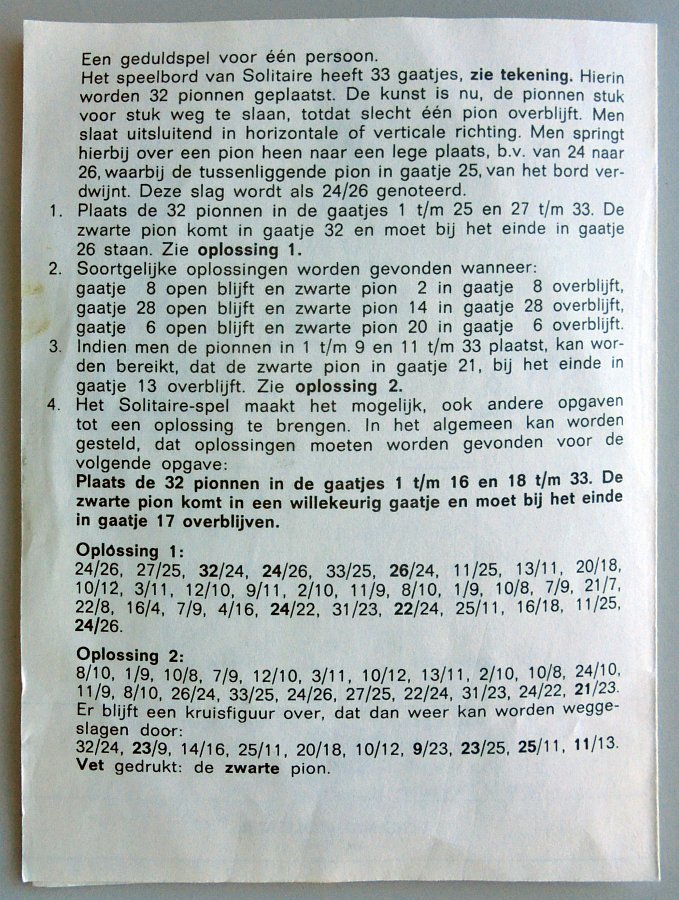 Een geduldspel voor één persoon.
Het speelbord van Solitaire heeft 33 gaatjes, zie tekening. Hierin
worden 32 pionnen geplaatst. De kunst is nu, de pionnen stuk
voor stuk weg te slaan, totdat slecht één pion overblijft. Men
slaat uitsluitend in horizontale of verticale richting. Men springt
hierbij over een pion heen naar een lege plaats, b.v. van 24 naar
26, waarbij de tussenliggende pion in gaatje 25, van het bord ver-
dwijnt. Deze slag wordt als 24/26 genoteerd.
1. Plaats de 32 pionnen in de gaatjes 1 t/m 25 en 27 t/m 33. De
zwarte pion komt in gaatje 32 en moet bij het einde in gaatje
26 staan. Zie oplossing 1.
2. Soortgelijke oplossingen worden gevonden wanneer:
gaatje 8 open blijft en zwarte pion 2 in gaatje 8 overblijft,
gaatje 28 open blijft en zwarte pion 14 in gaatje 28 overblijft,
gaatje 6 open blijft en zwarte pion 20 in gaatje 6 overblijft.
3. Indien men de pionnen in 1 t/m 9 en 11 t/m 33 plaatst, kan wor-
den bereikt, dat de zwarte pion in gaatje 21, bij het einde in
gaatje 13 overblijft. Zie oplossing 2.
4. Het Solitaire-spel maakt het mogelijk, ook andere opgaven
tot een oplossing te brengen. In het algemeen kan worden
gesteld, dat oplossingen moeten worden gevonden voor de
volgende opgave:
Plaats de 32 pionnen in de gaatjes 1 t/m 16 en 18 t/m 33. De
zwarte pion komt in een willekeurig gaatje en moet bij het einde
in gaatje 17 overblijven.
Oplossing 1:
24/26, 27/25, 32/24, 24/26, 33/25, 26/24, 11/25, 13/11, 20/18,
10/12, 3/11, 12/10, 9/11, 2/10, 11/9, 8/10, 1/9, 10/8, 7/9, 21/7,
22/8, 16/4, 7/9, 4/16, 24/22, 31/23, 22/24, 25/11, 16/18, 11/25,
24/26.
Oplossing 2:
8/10, 1/9, 10/8, 7/9, 12/10, 3/11, 10/12, 13/11, 2/10, 10/8, 24/10,
11/9, 8/10, 26/24, 33/25, 24/26, 27/25, 22/24, 31/23, 24/22, 21/23.
Er blijft een kruisfiguur over, dat dan weer kan worden wegge-
slagen door:
32/24, 23/9, 14/16, 25/11, 20/18, 10/12, 9/23, 23/25, 25/11, 11/13.
Vet gedrukt: de zwarte pion.